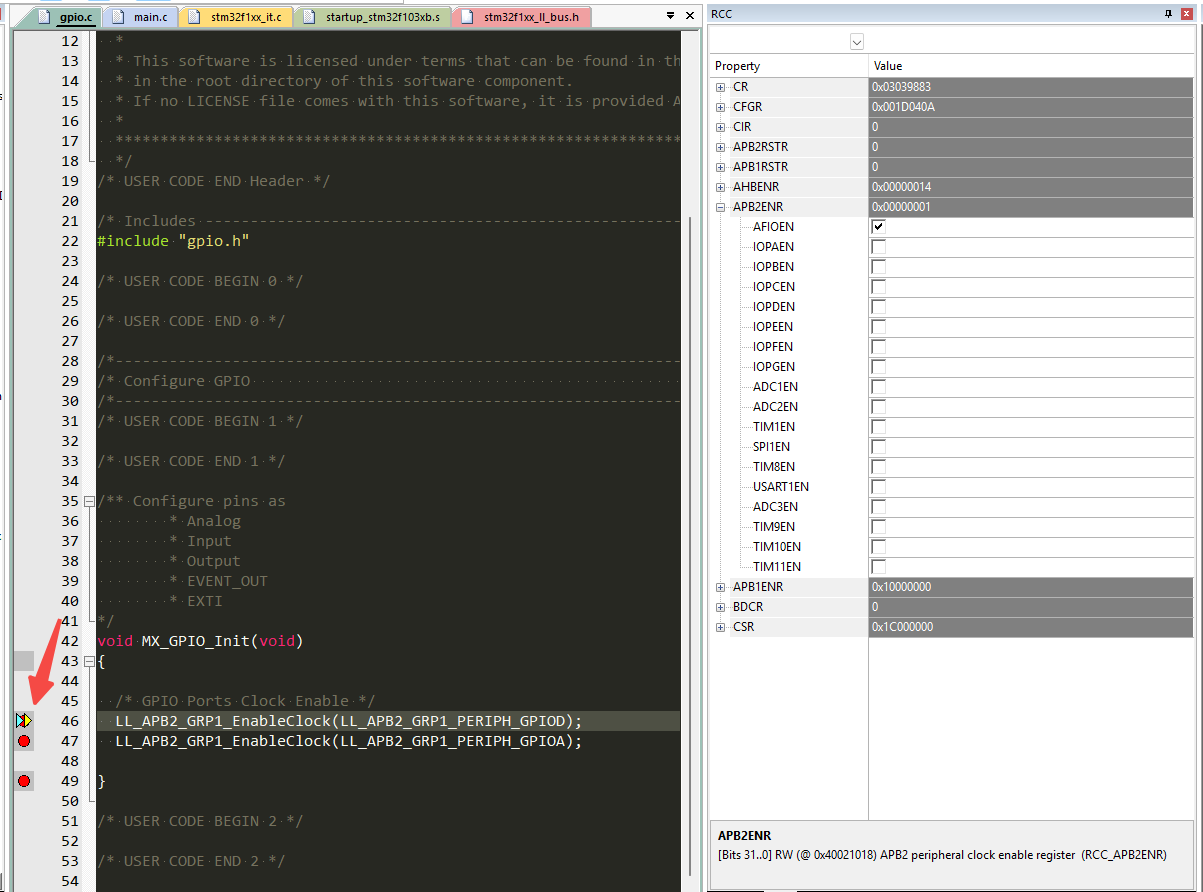 gpio.c main.c stm32f1xx_it.c startup_stm32f103xb.s stm32f1xx_ll_bus.h
12 *
13 * This software is licensed under terms that can be found in th
14 * in the root directory of this software component.
15 * If no LICENSE file comes with this software, it is provided A
16 *
17 ******************************************************************
18 */
19 /* USER CODE END Header */
20
21 /* Includes ------------------------------------------------------
22 #include "gpio.h"
23
24 /* USER CODE BEGIN 0 */
25
26 /* USER CODE END 0 */
27
28 /*----------------------------------------------------------------
29 /* Configure GPIO
30 /*----------------------------------------------------------------
31 /* USER CODE BEGIN 1 */
32
33 /* USER CODE END 1 */
34
35 /** Configure pins as
36 * Analog
37 * Input
38 * Output
39 * EVENT_OUT
40 * EXTI
41 */
42 void MX_GPIO_Init(void)
43 {
44
45 /* GPIO Ports Clock Enable */
46 LL_APB2_GRP1_EnableClock(LL_APB2_GRP1_PERIPH_GPIOD);
47 LL_APB2_GRP1_EnableClock(LL_APB2_GRP1_PERIPH_GPIOA);
48
49 }
50
51 /* USER CODE BEGIN 2 */
52
53 /* USER CODE END 2 */
54
RCC
Property Value
CR 0x03039883
CFGR 0x001D040A
CIR 0
APB2RSTR 0
APB1RSTR 0
AHBENR 0x00000014
APB2ENR 0x00000001
AFIOEN
IOPAEN
IOPBEN
IOPCEN
IOPDEN
IOPEEN
IOPFEN
IOPGEN
ADC1EN
ADC2EN
TIM1EN
SPI1EN
TIM8EN
USART1EN
ADC3EN
TIM9EN
TIM10EN
TIM11EN
APB1ENR 0x10000000
BDCR 0
CSR 0x1C000000
APB2ENR
[Bits 31..0] RW (@ 0x40021018) APB2 peripheral clock enable register (RCC_APB2ENR)